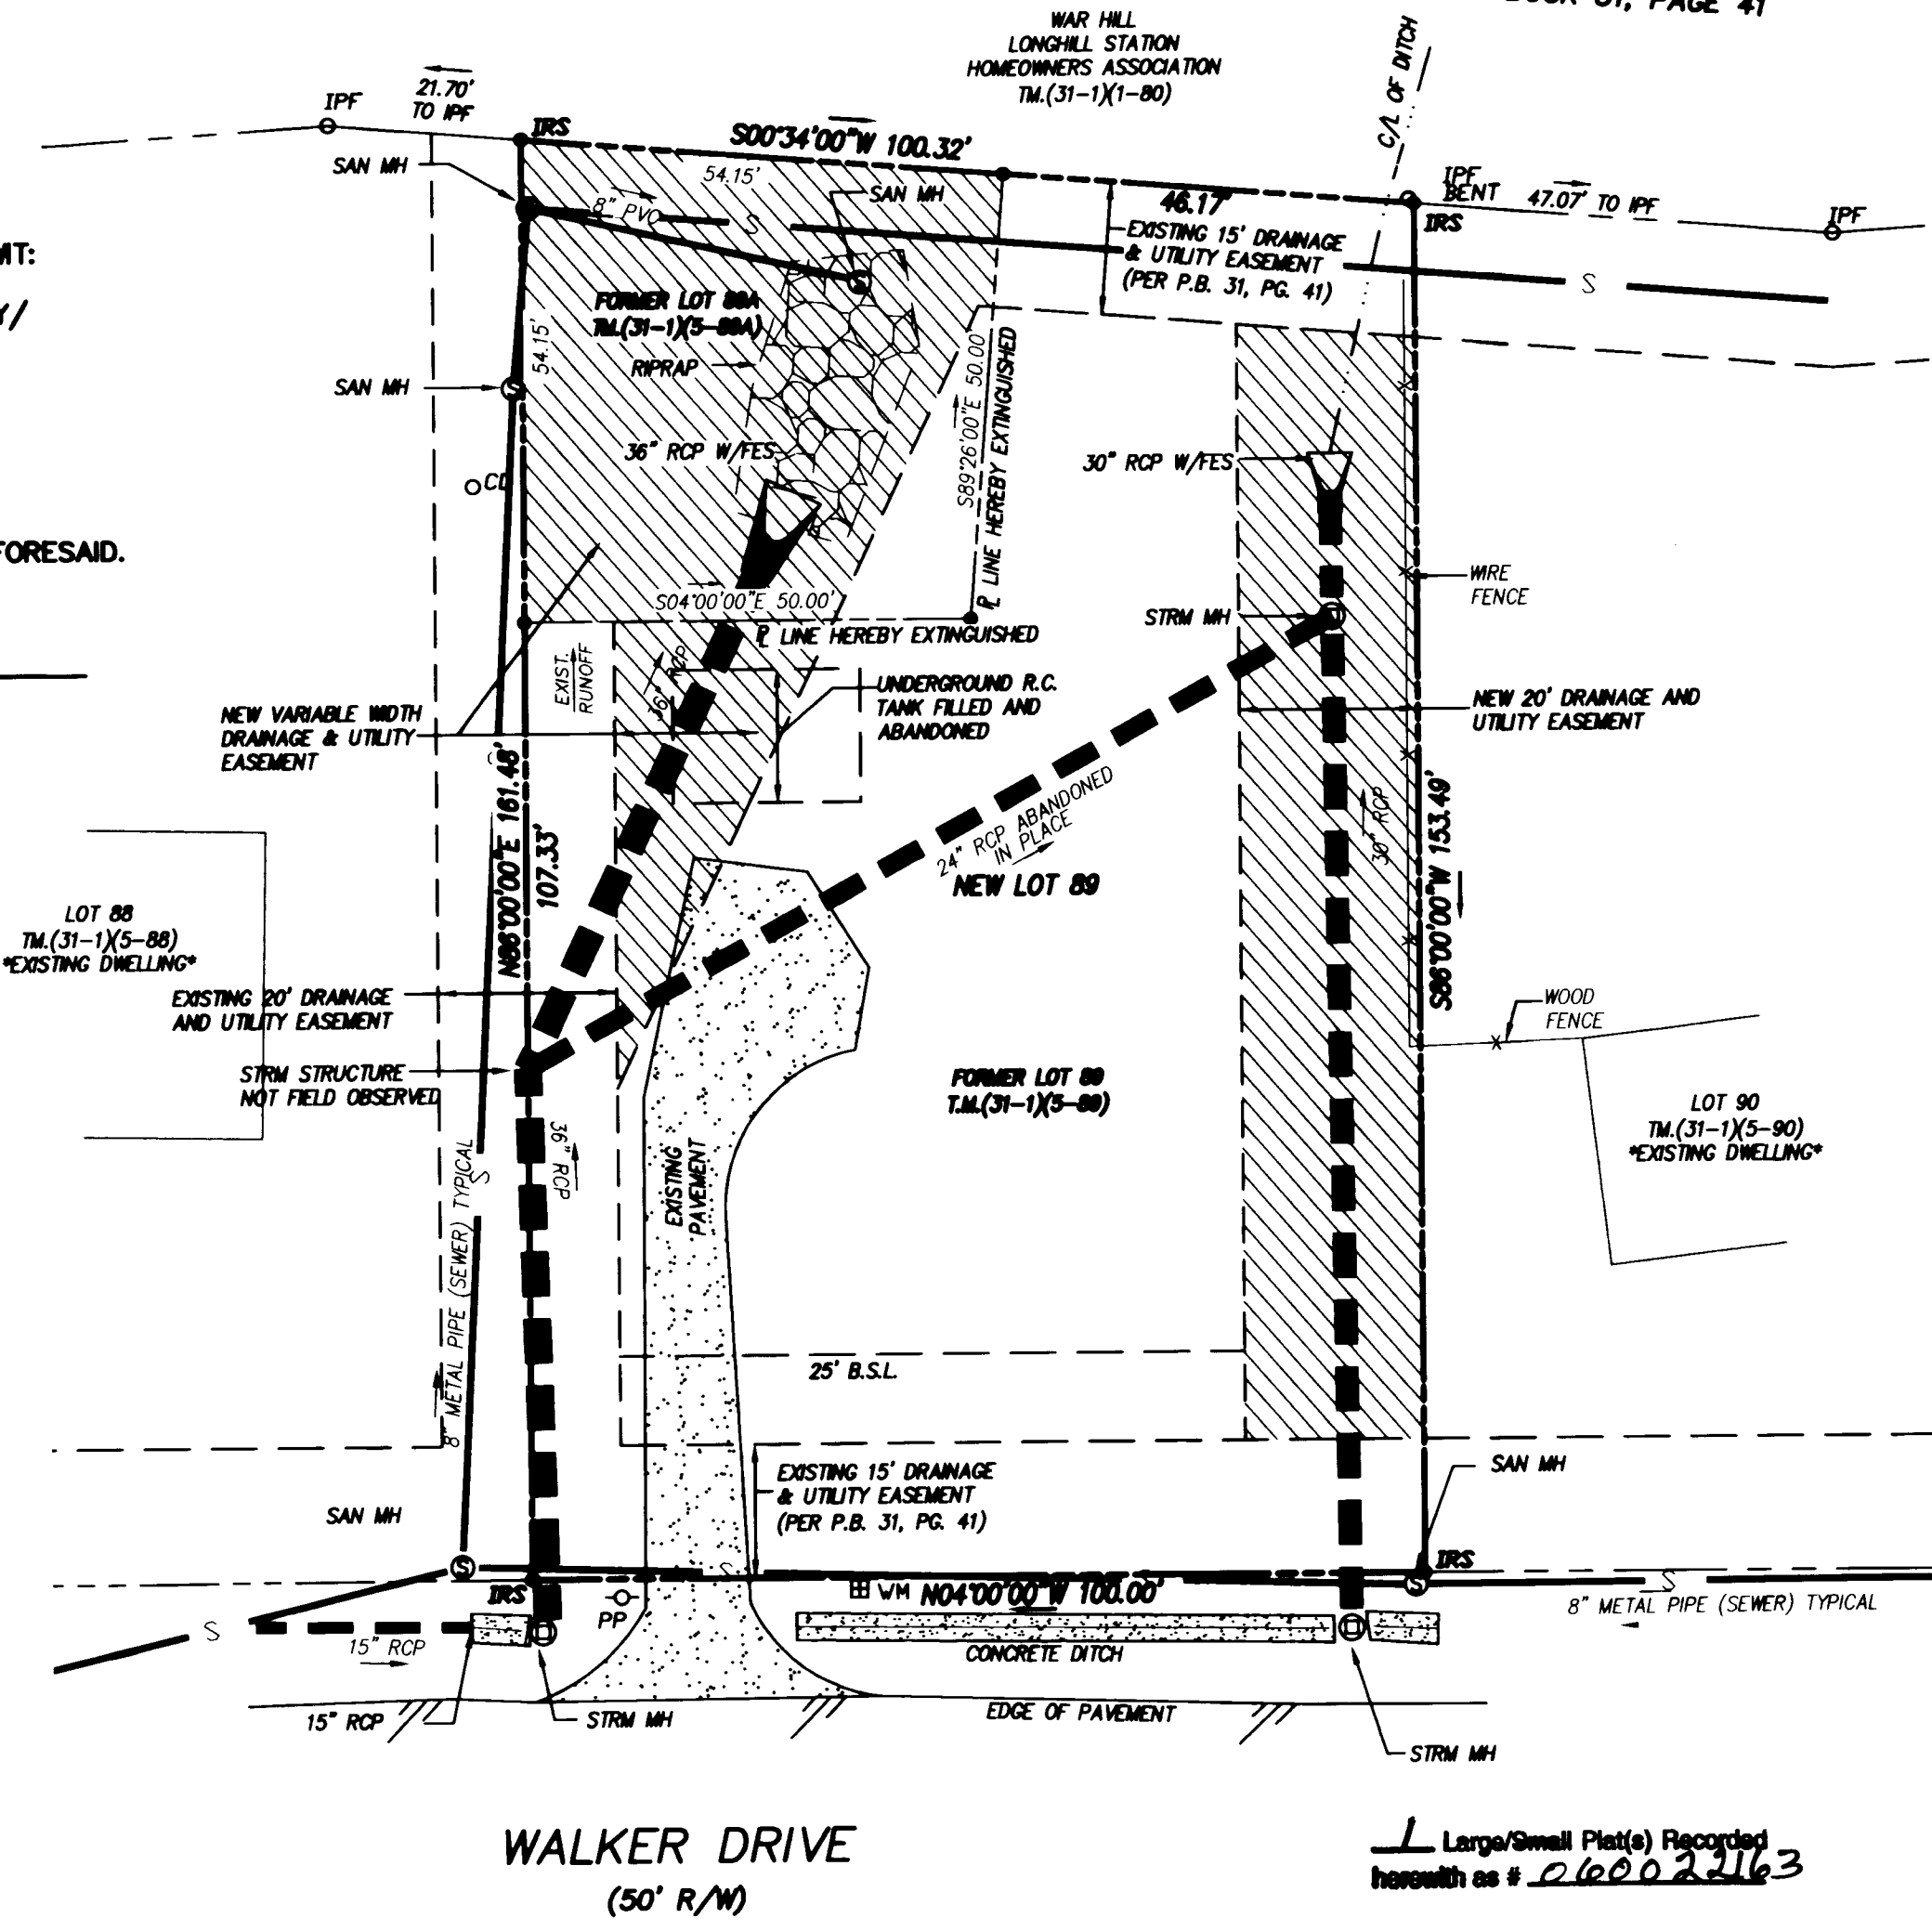 BOOK 31, PAGE 41
WAR HILL
LONGHILL STATION
HOMEOWNERS ASSOCIATION
TM.(31-1)(1-80)
C/L OF DITCH
21.70'
TO IPF
IPF
IRS
S00°34'00"W 100.32'
SAN MH
54.15'
SAN MH
8" PVC
S
46.17'
IPF
BENT
47.07' TO IPF
IPF
IRS
EXISTING 15' DRAINAGE
& UTILITY EASEMENT
(PER P.B. 31, PG. 41)
S
MT:
Y/
FORMER LOT 89A
TM.(31-1)(5-89A)
S
54.15'
RIPRAP
SAN MH
S
S89°26'00"E 50.00'
℄ LINE HEREBY EXTINGUISHED
36" RCP W/FES
30" RCP W/FES
CL
FORESAID.
WIRE
FENCE
S04°00'00"E 50.00'
STRM MH
℄ LINE HEREBY EXTINGUISHED
EXIST.
RUNOFF
36" RCP
UNDERGROUND R.C.
TANK FILLED AND
ABANDONED
NEW 20' DRAINAGE AND
UTILITY EASEMENT
NEW VARIABLE WIDTH
DRAINAGE & UTILITY
EASEMENT
N86°00'00"E 161.48'
107.33'
24" RCP ABANDONED
IN PLACE
30" RCP
S86°00'00"W 153.49'
NEW LOT 89
LOT 88
TM.(31-1)(5-88)
*EXISTING DWELLING*
EXISTING 20' DRAINAGE
AND UTILITY EASEMENT
WOOD
FENCE
STRM STRUCTURE
NOT FIELD OBSERVED
FORMER LOT 89
T.M.(31-1)(5-89)
LOT 90
TM.(31-1)(5-90)
*EXISTING DWELLING*
36" RCP
EXISTING
PAVEMENT
S
8" METAL PIPE (SEWER) TYPICAL
25' B.S.L.
EXISTING 15' DRAINAGE
& UTILITY EASEMENT
(PER P.B. 31, PG. 41)
SAN MH
SAN MH
S
S
IRS
IRS
PP
WM
N04°00'00"W 100.00'
S
S
8" METAL PIPE (SEWER) TYPICAL
S
15" RCP
CONCRETE DITCH
15" RCP
STRM MH
EDGE OF PAVEMENT
STRM MH
WALKER DRIVE
(50' R/W)
1 Large/Small Plat(s) Recorded
herewith as # 060022163